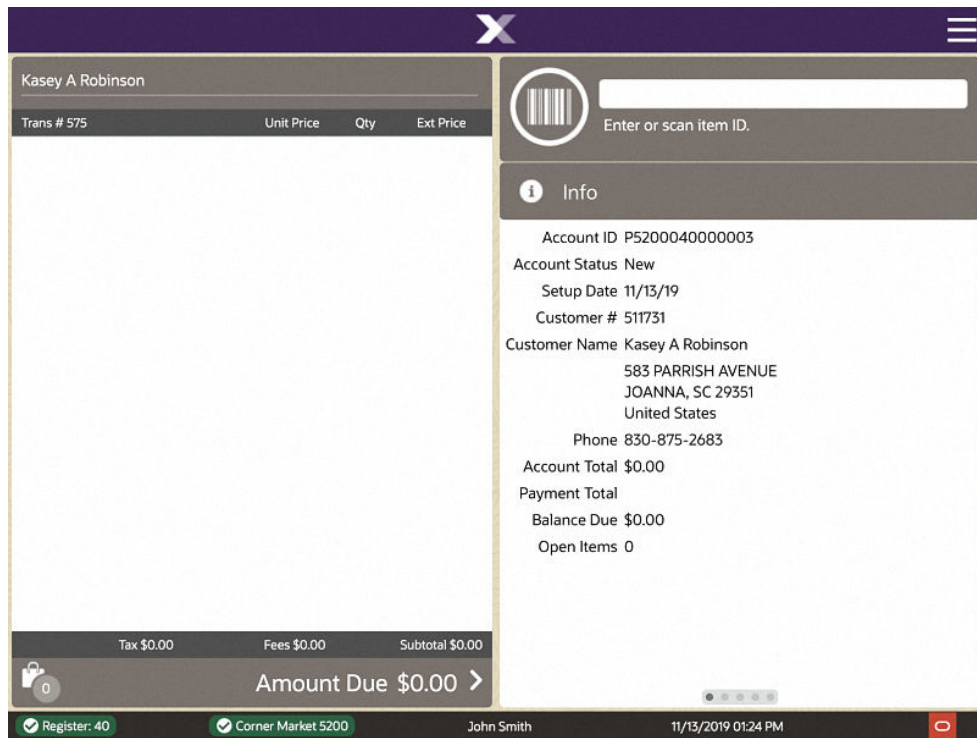 X
Kasey A Robinson
Trans # 575 Unit Price Qty Ext Price
Tax $0.00 Fees $0.00 Subtotal $0.00
0 Amount Due $0.00
Enter or scan item ID.
Info
Account ID P5200040000003
Account Status New
Setup Date 11/13/19
Customer # 511731
Customer Name Kasey A Robinson
583 PARRISH AVENUE
JOANNA, SC 29351
United States
Phone 830-875-2683
Account Total $0.00
Payment Total
Balance Due $0.00
Open Items 0
Register: 40 Corner Market 5200 John Smith 11/13/2019 01:24 PM